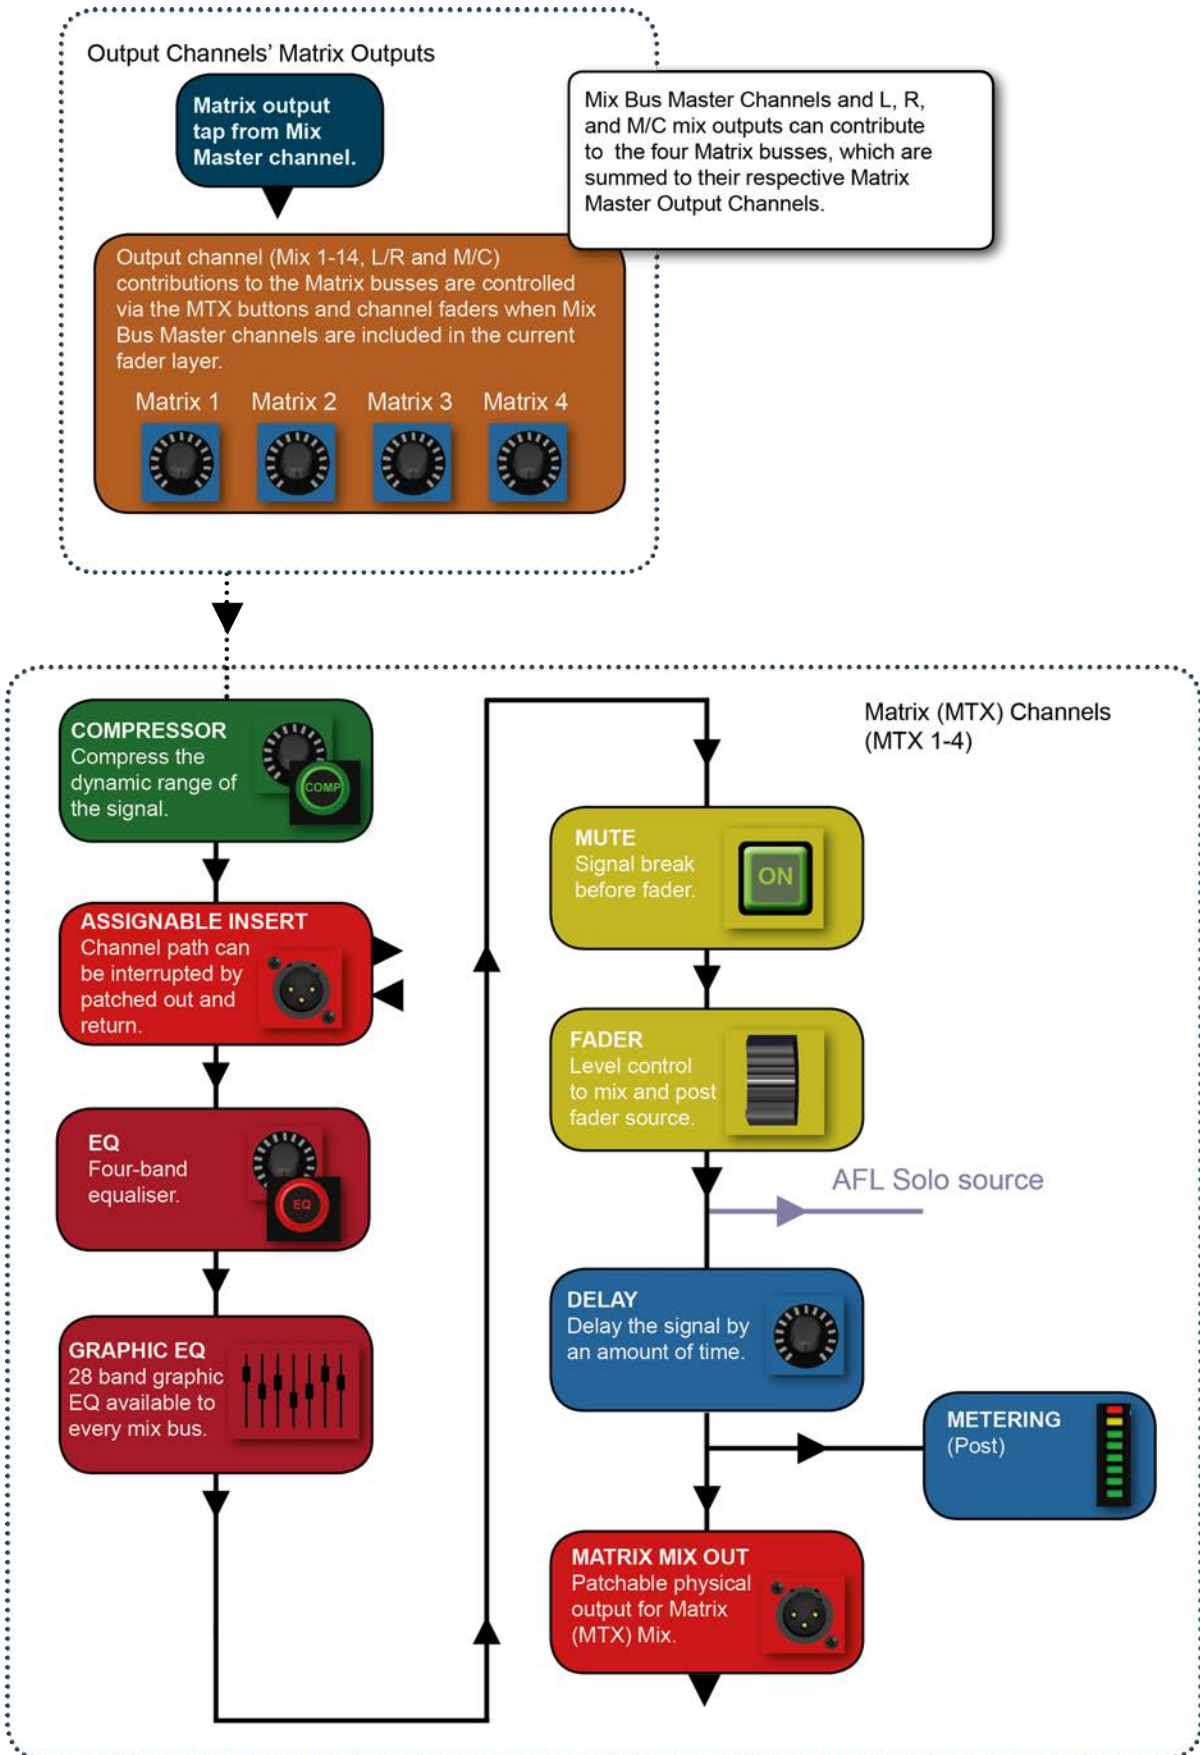 Output Channels' Matrix Outputs
Matrix output
tap from Mix
Master channel.
Mix Bus Master Channels and L, R,
and M/C mix outputs can contribute
to the four Matrix busses, which are
summed to their respective Matrix
Master Output Channels.
Output channel (Mix 1-14, L/R and M/C)
contributions to the Matrix busses are controlled
via the MTX buttons and channel faders when Mix
Bus Master channels are included in the current
fader layer.
Matrix 1 Matrix 2 Matrix 3 Matrix 4
Matrix (MTX) Channels
(MTX 1-4)
COMPRESSOR
Compress the
dynamic range of
the signal.
COMP
ASSIGNABLE INSERT
Channel path can
be interrupted by
patched out and
return.
EQ
Four-band
equaliser.
EQ
GRAPHIC EQ
28 band graphic
EQ available to
every mix bus.
MUTE
Signal break
before fader.
ON
FADER
Level control
to mix and post
fader source.
AFL Solo source
DELAY
Delay the signal by
an amount of time.
METERING
(Post)
MATRIX MIX OUT
Patchable physical
output for Matrix
(MTX) Mix.